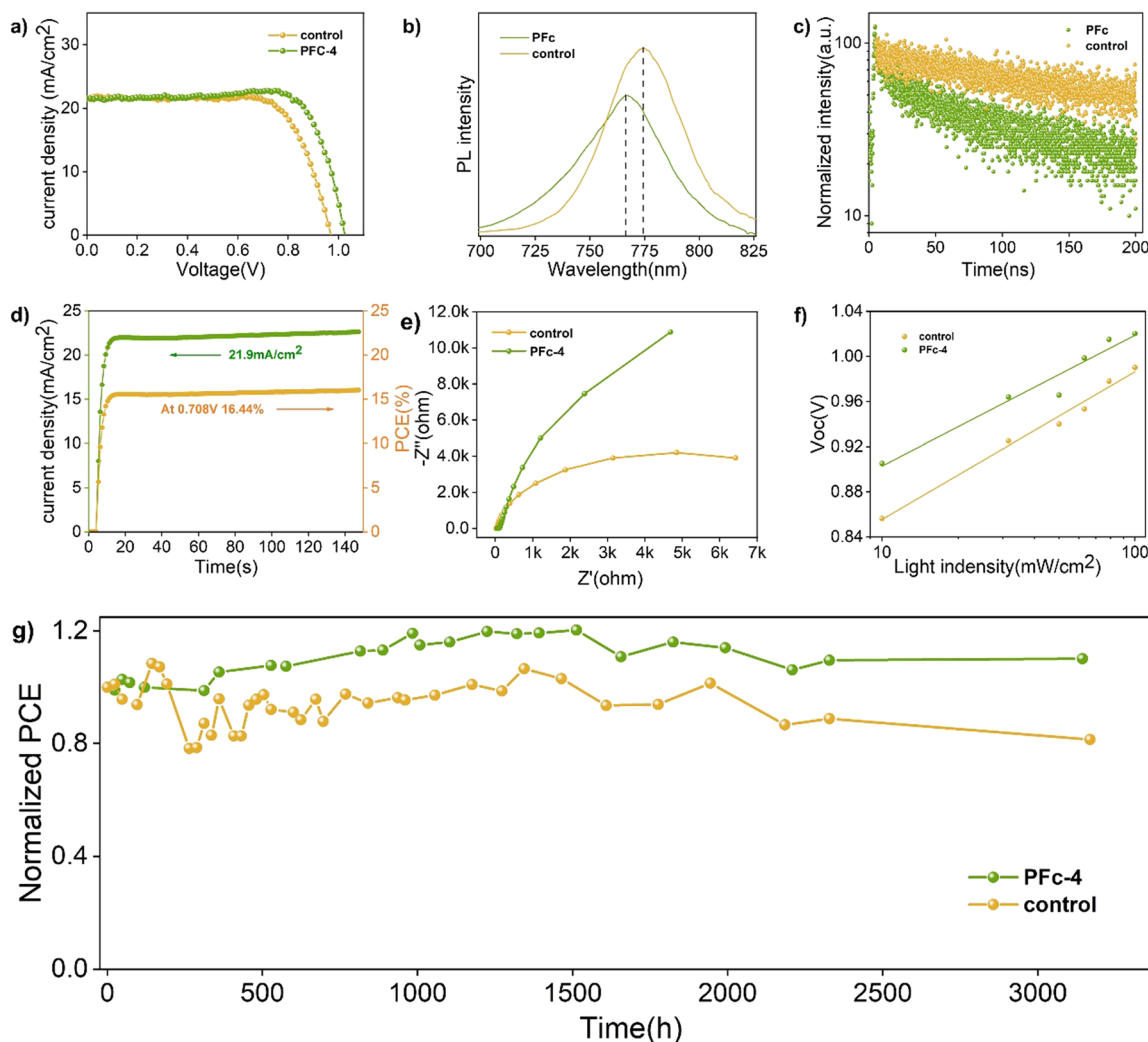 a)
current density (mA/cm2)
30
20
10
0
0.0 0.2 0.4 0.6 0.8 1.0
Voltage(V)
control
PFC-4
b)
PL intensity
PFc
control
700 725 750 775 800 825
Wavelength(nm)
c)
Normalized intensity(a.u.)
100
10
0 50 100 150 200
Time(ns)
PFc
control
d)
current density(mA/cm2)
25
20
15
10
5
0
0 20 40 60 80 100 120 140
Time(s)
21.9mA/cm2
At 0.708V 16.44%
25
20
15
10
5
0
PCE(%)
e)
-Z"(ohm)
12.0k
10.0k
8.0k
6.0k
4.0k
2.0k
0.0
0 1k 2k 3k 4k 5k 6k 7k
Z'(ohm)
control
PFc-4
f)
Voc(V)
1.04
1.00
0.96
0.92
0.88
0.84
10 100
Light indensity(mW/cm2)
control
PFc-4
g)
Normalized PCE
1.2
0.8
0.4
0.0
0 500 1000 1500 2000 2500 3000
Time(h)
PFc-4
control